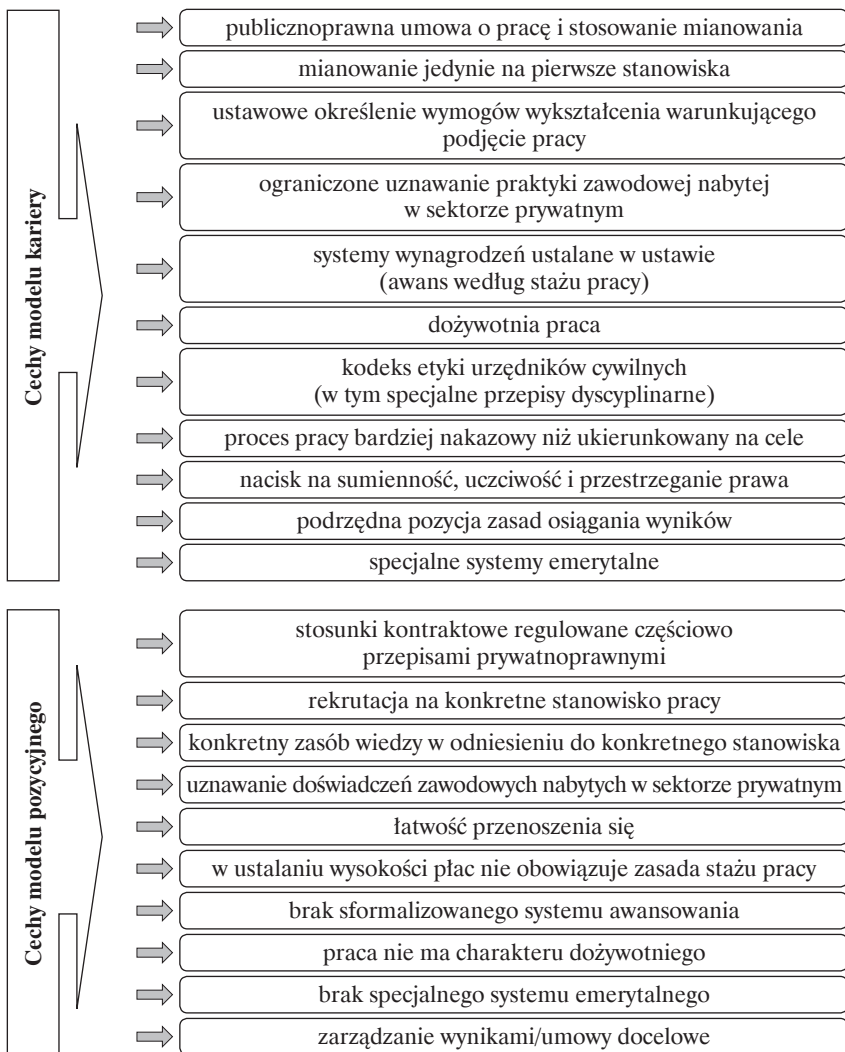 Cechy modelu kariery
publicznoprawna umowa o pracę i stosowanie mianowania
mianowanie jedynie na pierwsze stanowiska
ustawowe określenie wymogów wykształcenia warunkującego
podjęcie pracy
ograniczone uznawanie praktyki zawodowej nabytej
w sektorze prywatnym
systemy wynagrodzeń ustalane w ustawie
(awans według stażu pracy)
dożywotnia praca
kodeks etyki urzędników cywilnych
(w tym specjalne przepisy dyscyplinarne)
proces pracy bardziej nakazowy niż ukierunkowany na cele
nacisk na sumienność, uczciwość i przestrzeganie prawa
podrzędna pozycja zasad osiągania wyników
specjalne systemy emerytalne
Cechy modelu pozycyjnego
stosunki kontraktowe regulowane częściowo
przepisami prywatnoprawnymi
rekrutacja na konkretne stanowisko pracy
konkretny zasób wiedzy w odniesieniu do konkretnego stanowiska
uznawanie doświadczeń zawodowych nabytych w sektorze prywatnym
łatwość przenoszenia się
w ustalaniu wysokości płac nie obowiązuje zasada stażu pracy
brak sformalizowanego systemu awansowania
praca nie ma charakteru dożywotniego
brak specjalnego systemu emerytalnego
zarządzanie wynikami/umowy docelowe